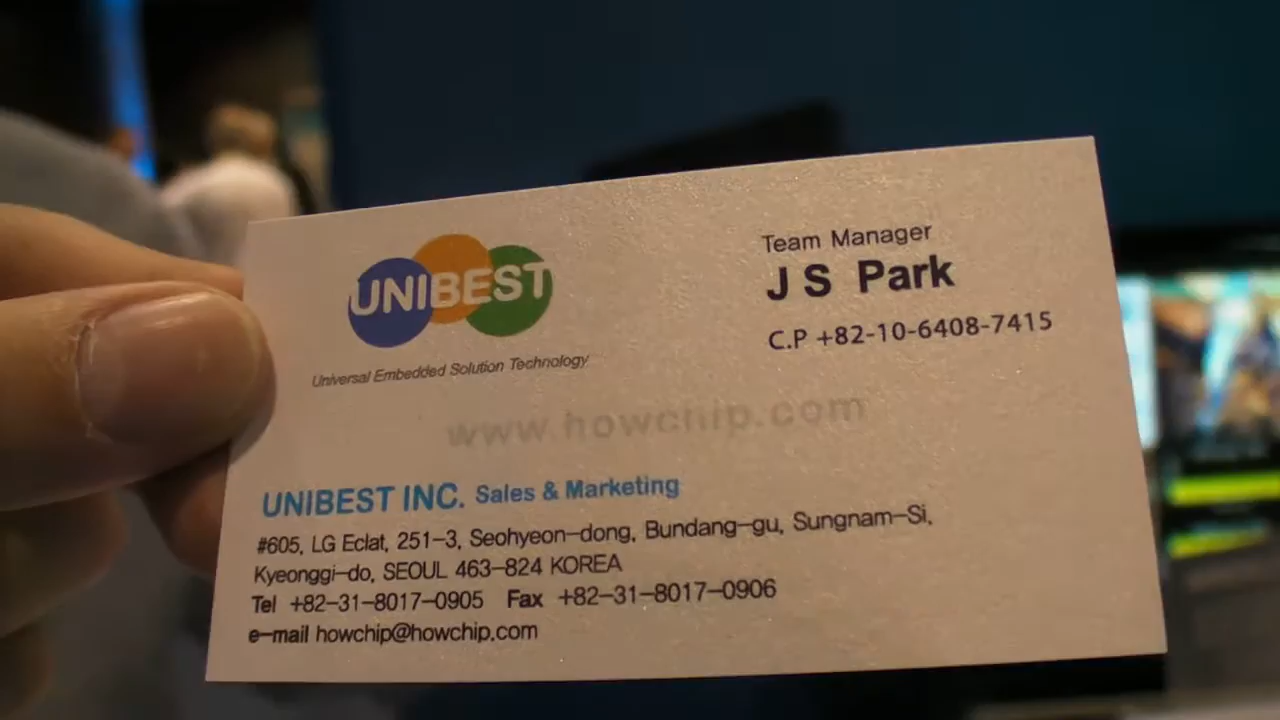 UNIBEST
Universal Embedded Solution Technology
Team Manager
J S Park
C.P +82-10-6408-7415
www.howchip.com
UNIBEST INC. Sales & Marketing
#605, LG Eclat, 251-3, Seohyeon-dong, Bundang-gu, Sungnam-Si,
Kyeonggi-do, SEOUL 463-824 KOREA
Tel +82-31-8017-0905 Fax +82-31-8017-0906
e-mail howchip@howchip.com